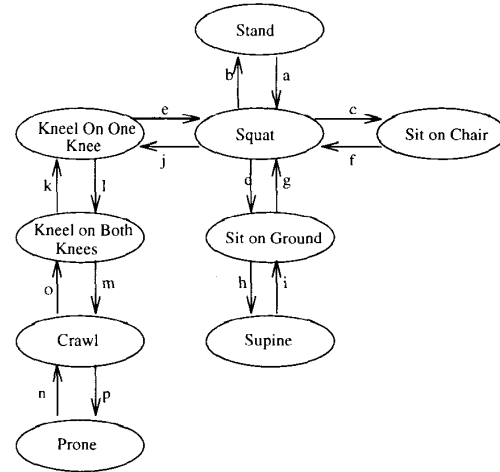 Stand
b
a
e
c
Kneel On One
Knee
Squat
Sit on Chair
j
f
k
l
d
g
Kneel on Both
Knees
Sit on Ground
o
m
h
i
Crawl
Supine
n
p
Prone